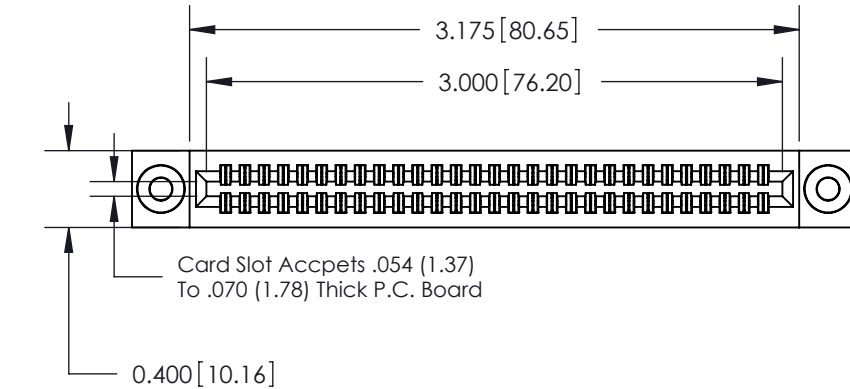 3.175[80.65]
3.000[76.20]
Card Slot Accpets .054 (1.37)
To .070 (1.78) Thick P.C. Board
0.400[10.16]